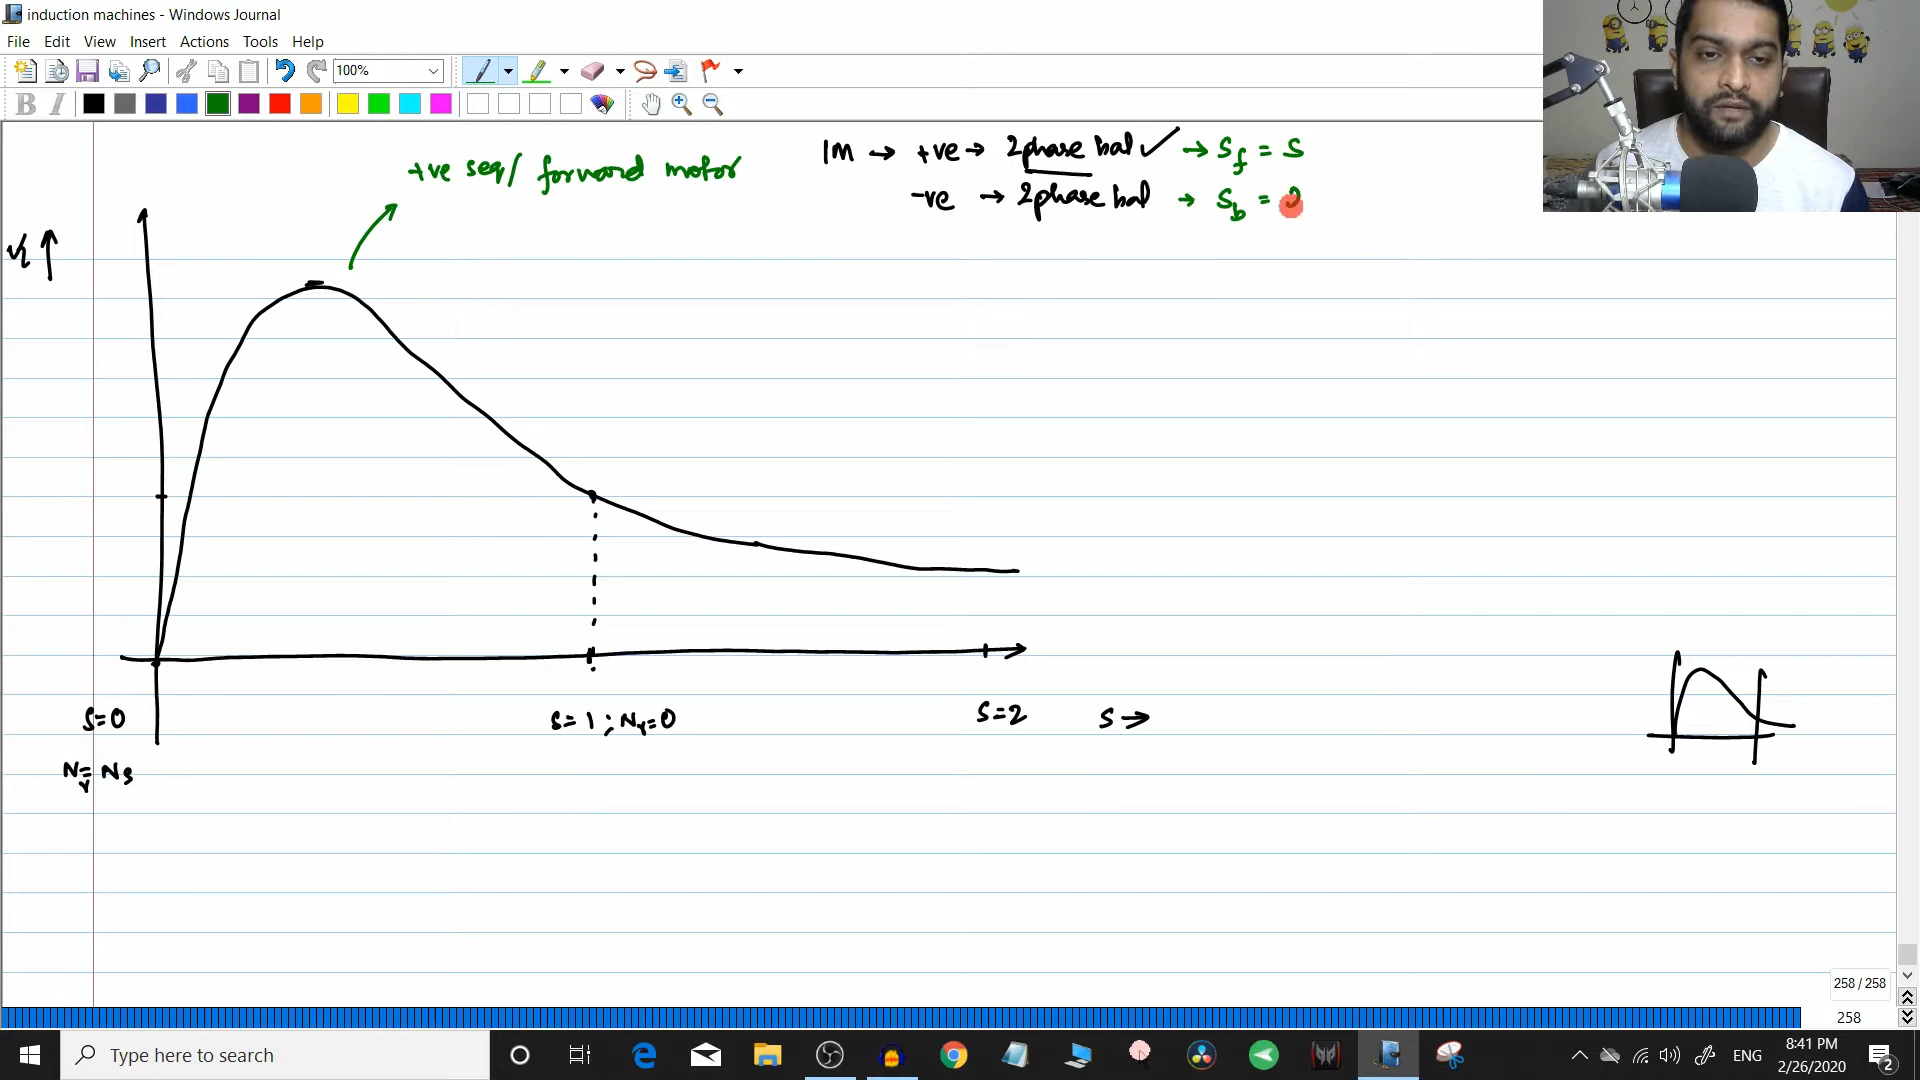 induction machines - Windows Journal
File Edit View Insert Actions Tools Help
100%
B I
IM → +ve → 2phase bal ✓ → Sf = S
-ve → 2phase bal → Sb = 2
+ve seq/ forward motor
S=0
S=1 ; Nr=0
S=2
S →
Nr = Ns
258 / 258
258
Type here to search
ENG
8:41 PM
2/26/2020
2